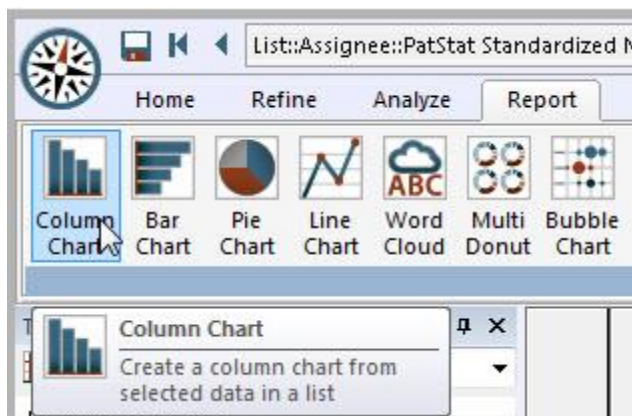 List::Assignee::PatStat Standardized N
Home Refine Analyze Report
Column Chart
Bar Chart
Pie Chart
Line Chart
ABC
Word Cloud
Multi Donut
Bubble Chart
Column Chart
Create a column chart from
selected data in a list